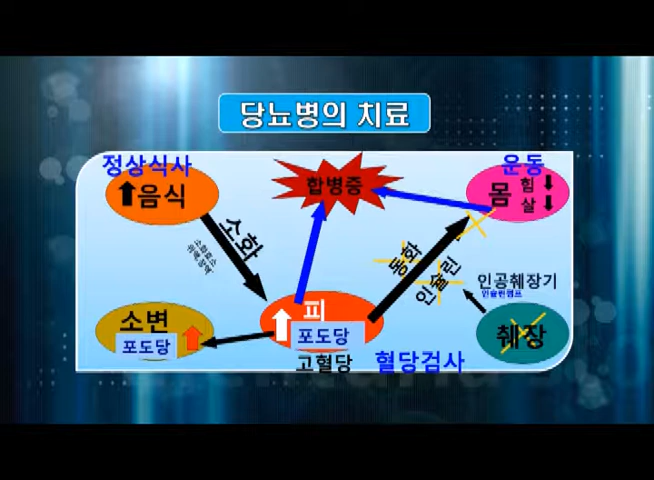 당뇨병의 치료
정상식사
음식
합병증
운동
몸
힘
살
소화
동화
인슐린
인공췌장기
인슐린펌프
소변
포도당
피
포도당
고혈당
혈당검사
췌장